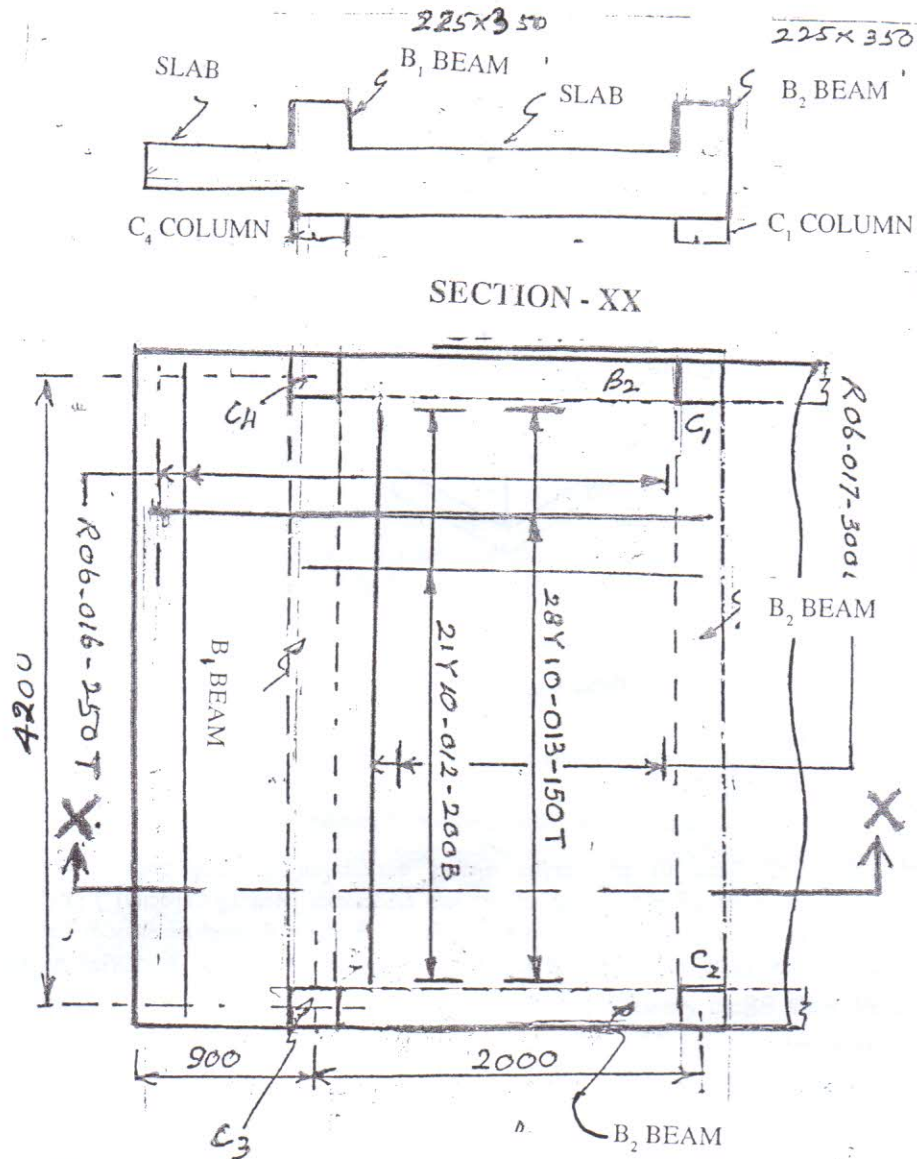 225x350
225x350
SLAB
B₁ BEAM
SLAB
B₂ BEAM
C₄ COLUMN
C₁ COLUMN
SECTION - XX
B2
C4
C1
R06-017-300
R06-016-250T
B₁ BEAM
21Y10-012-200B
28Y10-013-150T
B₂ BEAM
4200
X
X
C2
900
2000
C3
B₂ BEAM